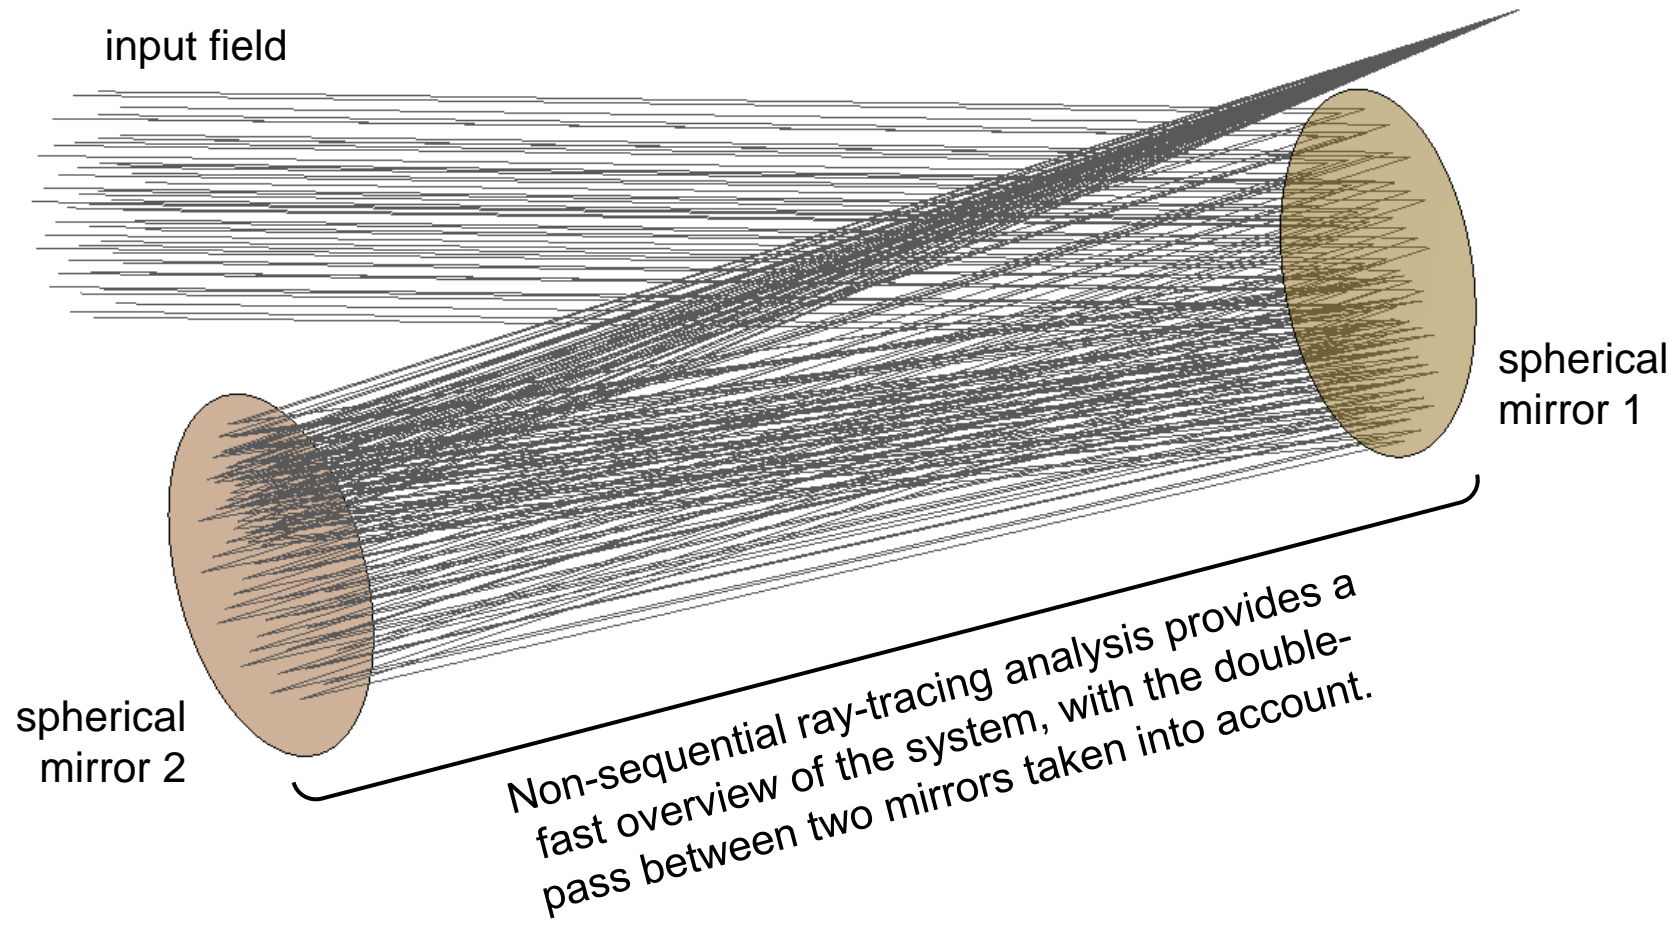 input field
spherical
mirror 1
spherical
mirror 2
Non-sequential ray-tracing analysis provides a
fast overview of the system, with the double-
pass between two mirrors taken into account.